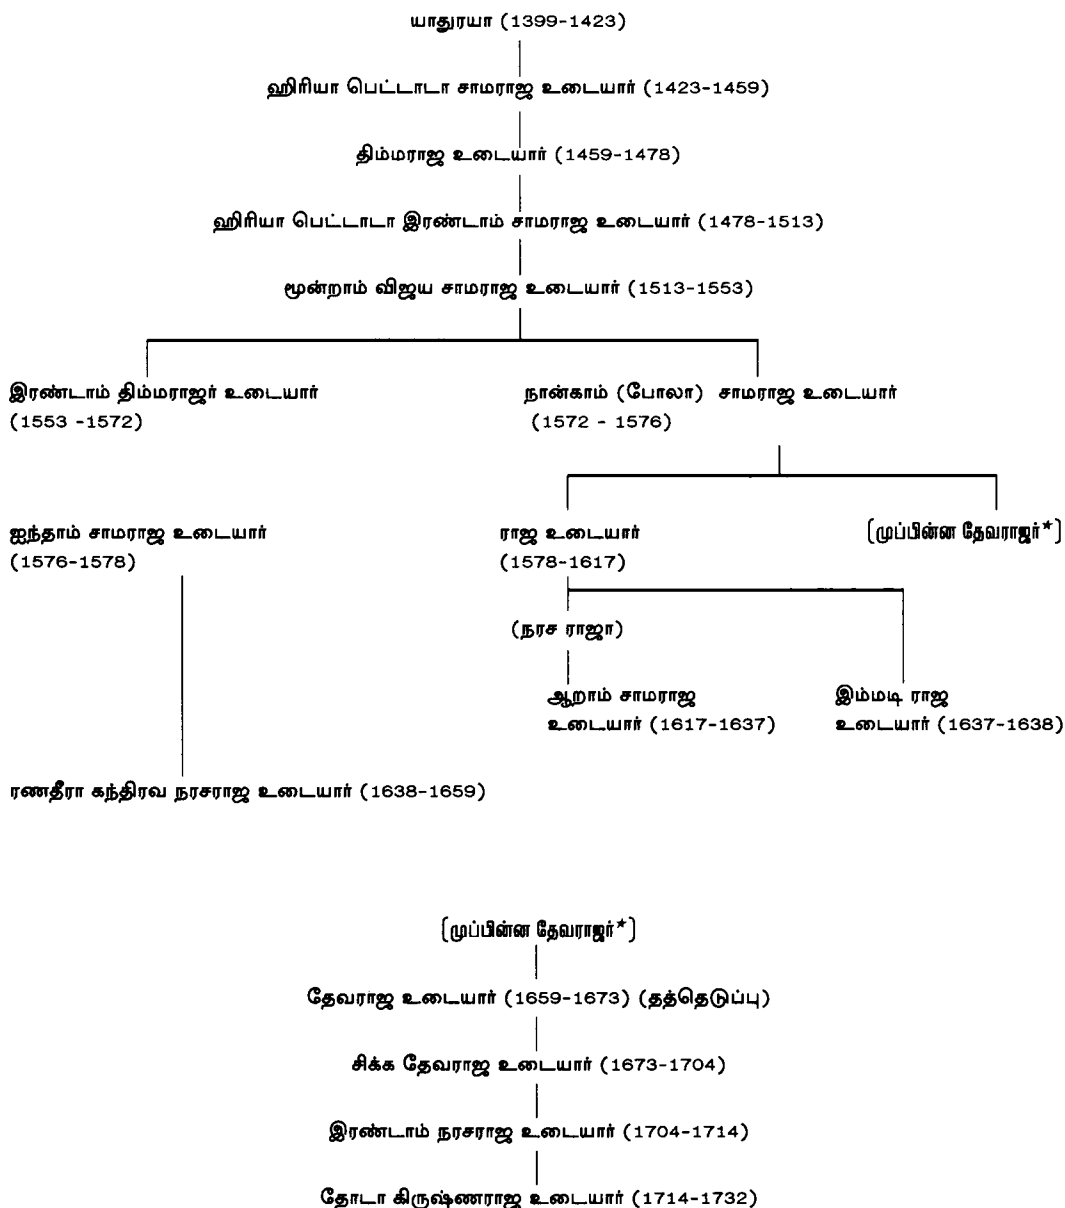 யாதுரயா (1399-1423)
ஹிரியா பெட்டாடா சாமராஜ உடையார் (1423-1459)
திம்மராஜ உடையார் (1459-1478)
ஹிரியா பெட்டாடா இரண்டாம் சாமராஜ உடையார் (1478-1513)
மூன்றாம் விஜய சாமராஜ உடையார் (1513-1553)
இரண்டாம் திம்மராஜர் உடையார்
(1553 -1572)
நான்காம் (போலா) சாமராஜ உடையார்
(1572 - 1576)
ஐந்தாம் சாமராஜ உடையார்
(1576-1578)
ராஜ உடையார்
(1578-1617)
(முப்பின்ன தேவராஜர்*)
(நரச ராஜா)
ஆறாம் சாமராஜ
உடையார் (1617-1637)
இம்மடி ராஜ
உடையார் (1637-1638)
ரணதீரா கந்திரவ நரசராஜ உடையார் (1638-1659)
(முப்பின்ன தேவராஜர்*)
தேவராஜ உடையார் (1659-1673) (தத்தெடுப்பு)
சிக்க தேவராஜ உடையார் (1673-1704)
இரண்டாம் நரசராஜ உடையார் (1704-1714)
தோடா கிருஷ்ணராஜ உடையார் (1714-1732)